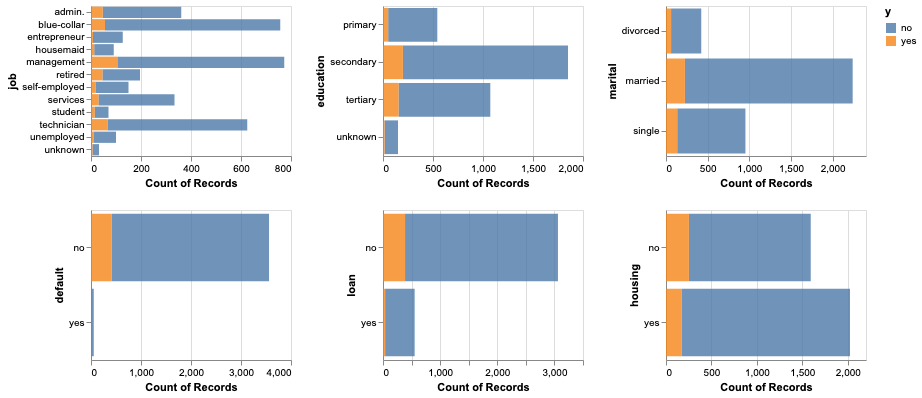 job
admin.
blue-collar
entrepreneur
housemaid
management
retired
self-employed
services
student
technician
unemployed
unknown
0 200 400 600 800
Count of Records
education
primary
secondary
tertiary
unknown
0 500 1,000 1,500 2,000
Count of Records
marital
divorced
married
single
0 500 1,000 1,500 2,000
Count of Records
y
no
yes
default
no
yes
0 1,000 2,000 3,000 4,000
Count of Records
loan
no
yes
0 1,000 2,000 3,000
Count of Records
housing
no
yes
0 500 1,000 1,500 2,000
Count of Records